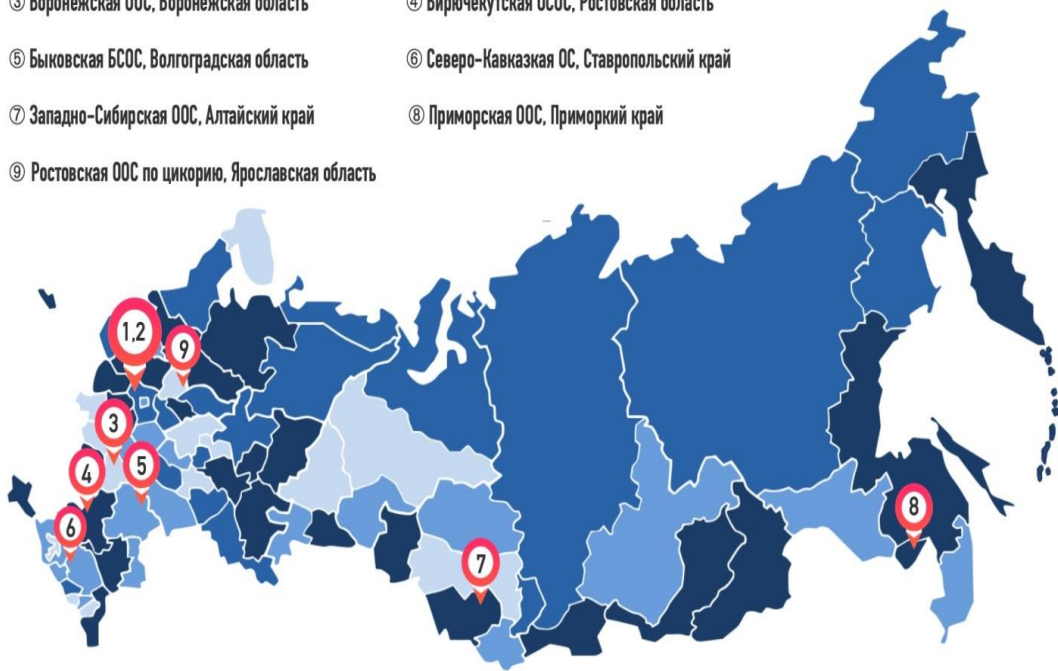 ③ Воронежская ООС, Воронежская область
④ Бирючекутская ОСОС, Ростовская область
⑤ Быковская БСОС, Волгоградская область
⑥ Северо-Кавказкая ОС, Ставропольский край
⑦ Западно-Сибирская ООС, Алтайский край
⑧ Приморская ООС, Приморкий край
⑨ Ростовская ООС по цикорию, Ярославская область
1,2
9
3
4
5
6
7
8